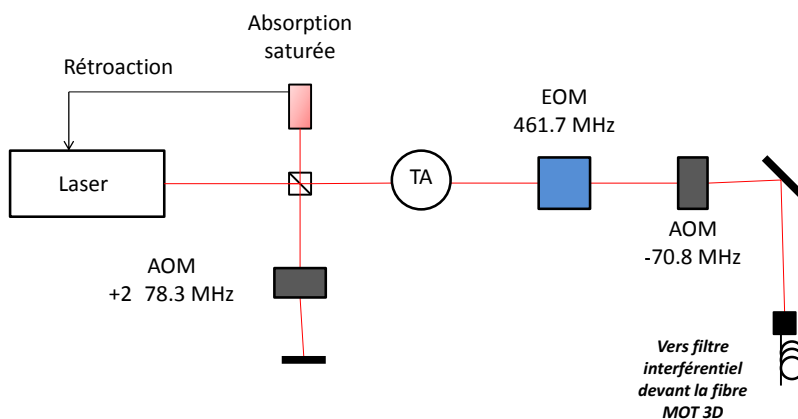 Absorption
saturée
Rétroaction
EOM
461.7 MHz
Laser
TA
AOM
+2 78.3 MHz
AOM
-70.8 MHz
Vers filtre
interférentiel
devant la fibre
MOT 3D